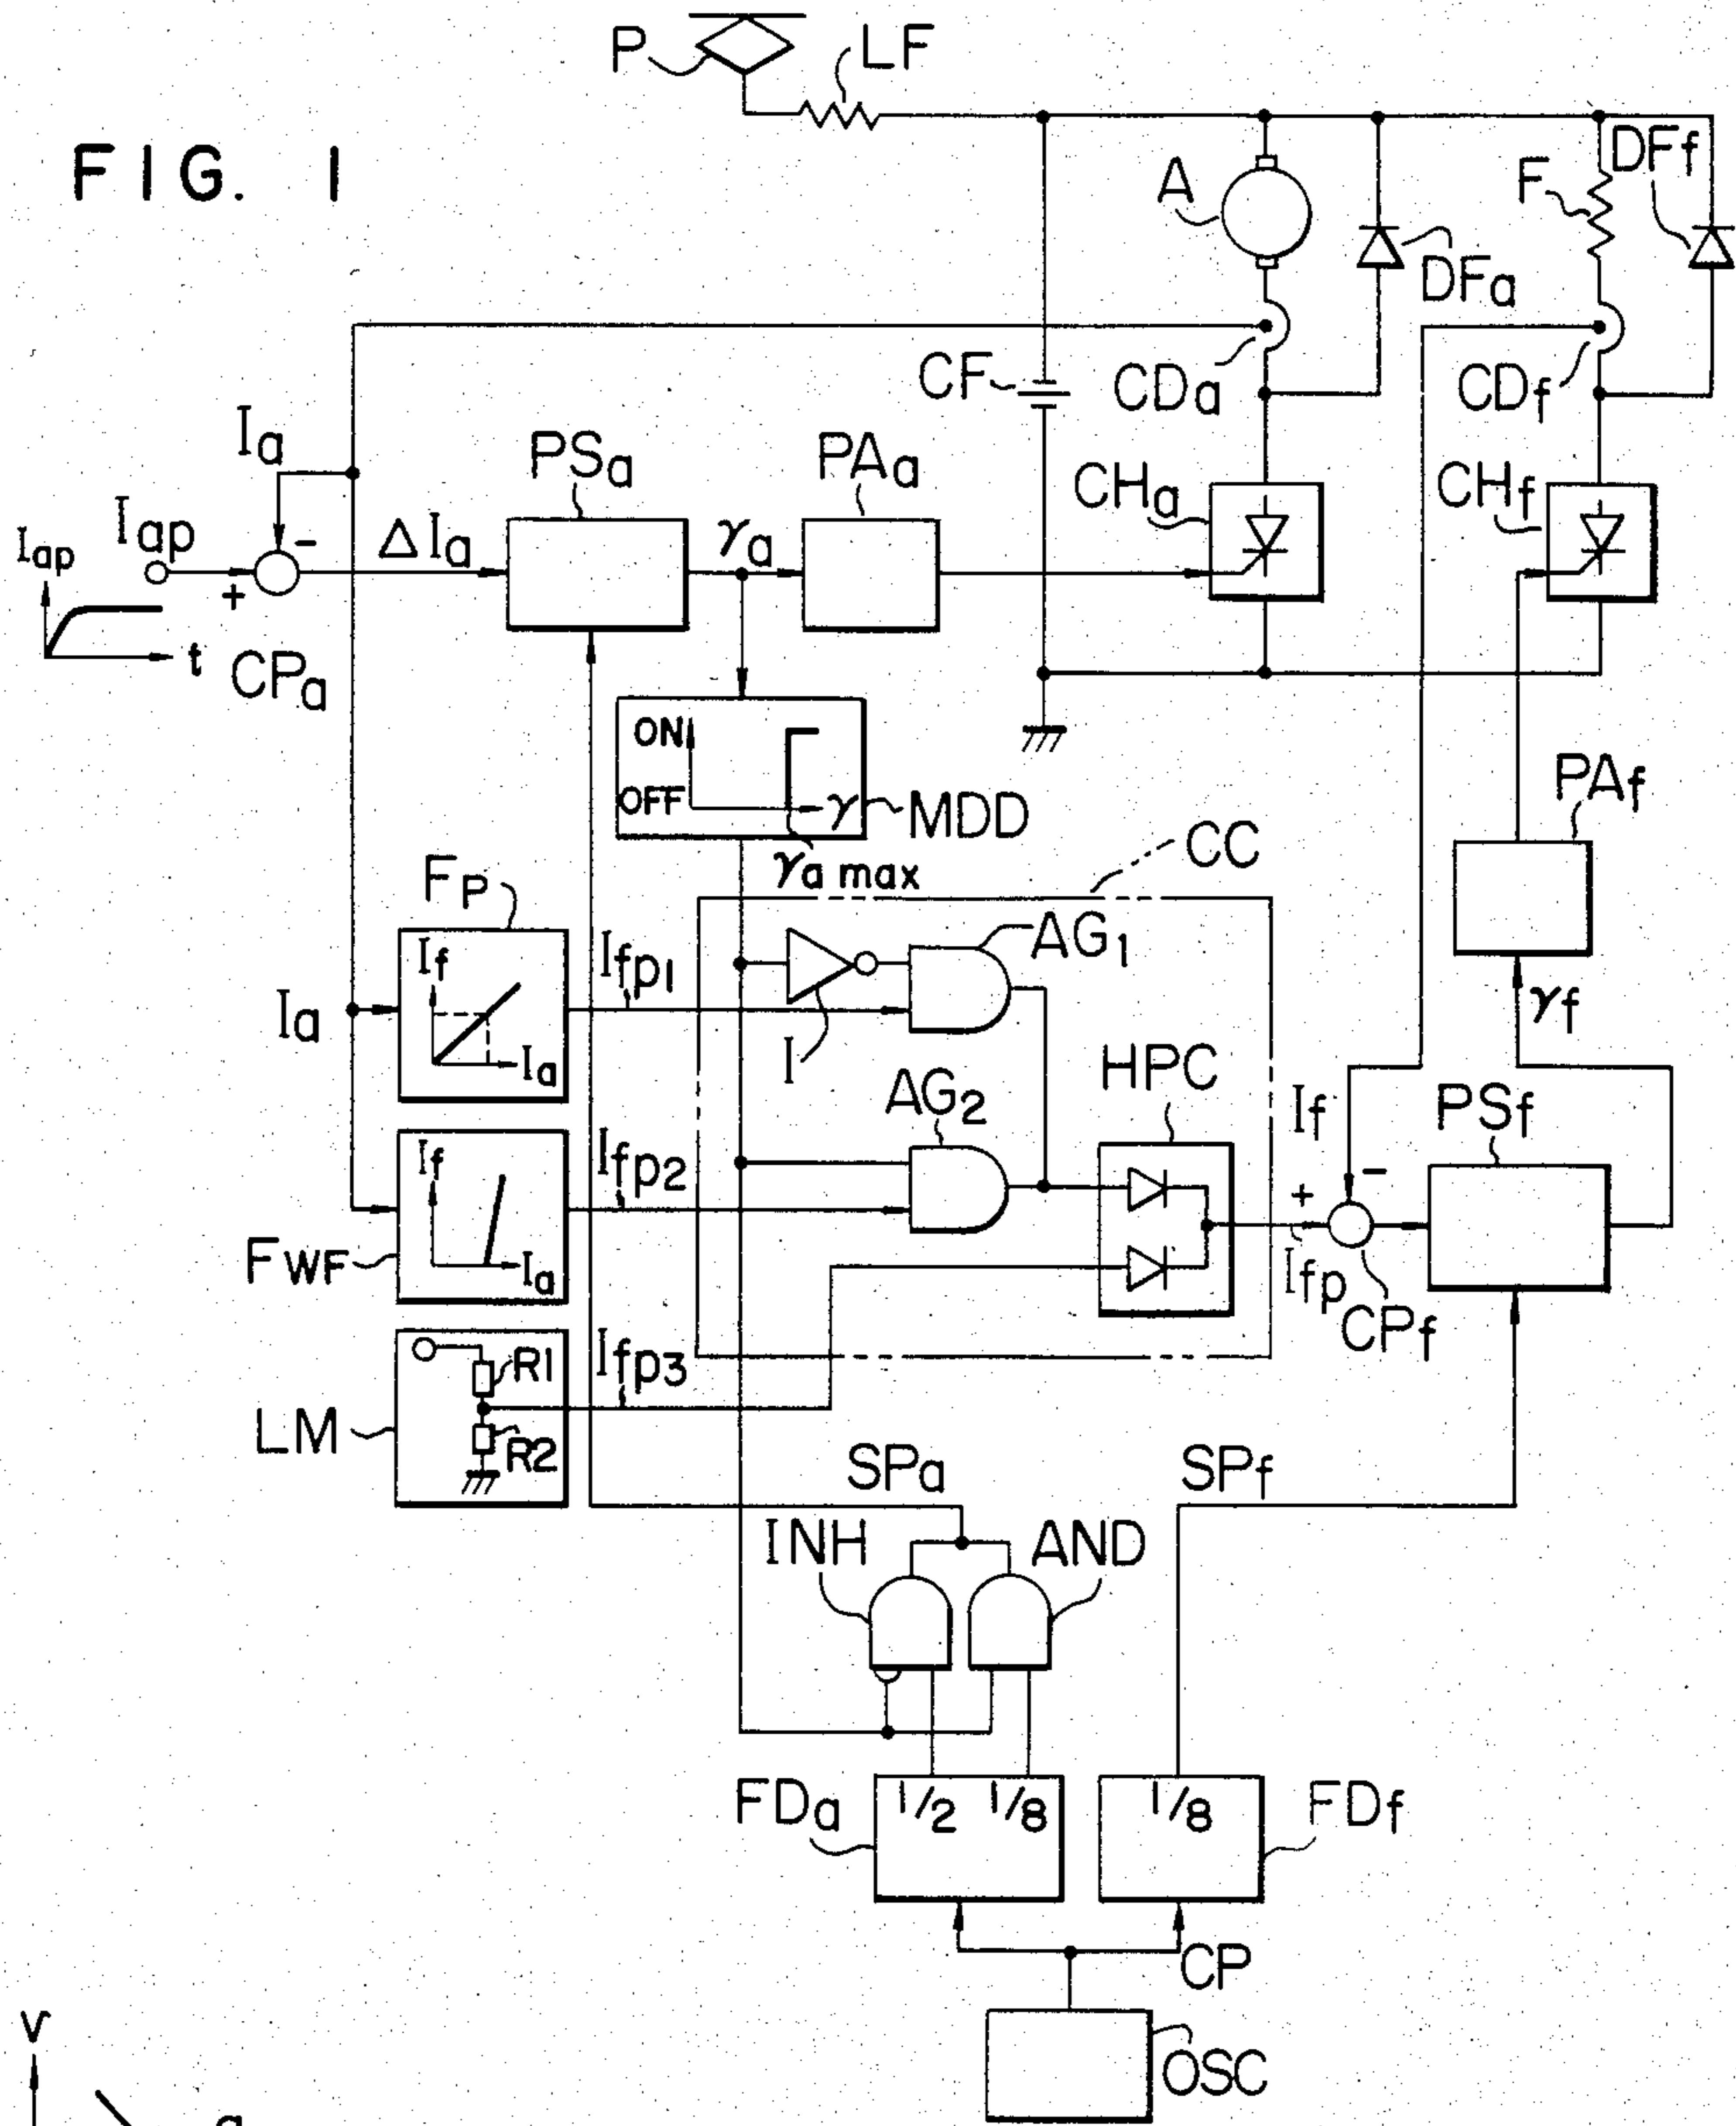 FIG. 1
P
LF
A
DFa
F
DFf
CF
CDa
CDf
Ia
PSa
PAa
CHa
CHf
Iap
Iap
+
-
ΔIa
γa
t
CPa
ON
OFF
γ
MDD
γa max
PAf
CC
FP
If
Ia
Ia
Ifp1
I
AG1
γf
AG2
HPC
If
PSf
FWF
If
Ia
Ifp2
+
-
Ifp
CPf
LM
R1
R2
Ifp3
SPa
SPf
INH
AND
FDa
1/2
1/8
1/8
FDf
CP
OSC
V
a